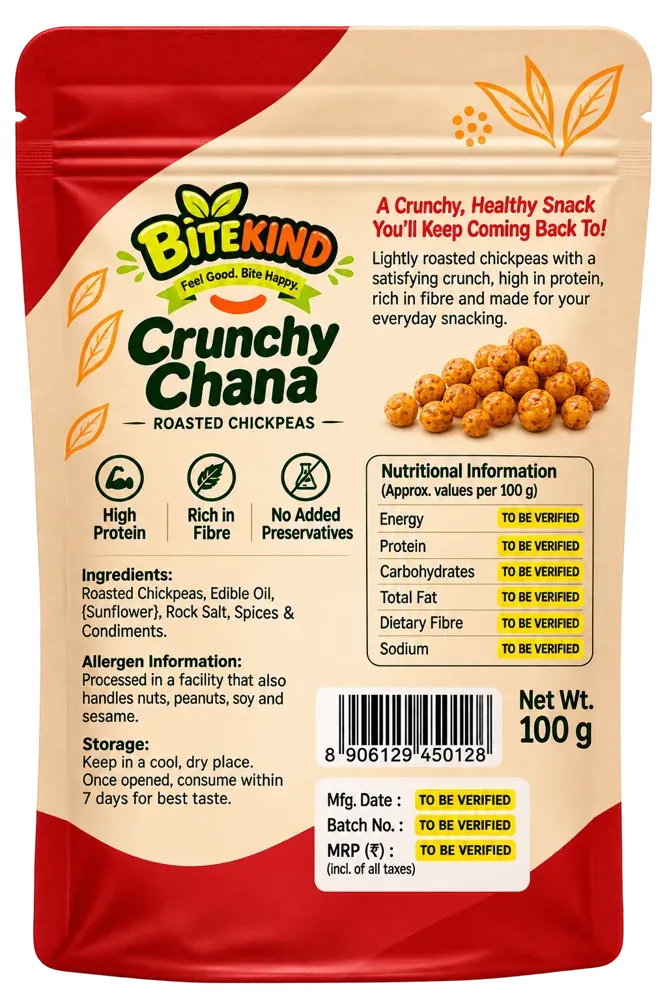 BITEKIND
Feel Good. Bite Happy.
Crunchy
Chana
ROASTED CHICKPEAS
High
Protein
Rich in
Fibre
No Added
Preservatives
Ingredients:
Roasted Chickpeas, Edible Oil,
{Sunflower}, Rock Salt, Spices &
Condiments.
Allergen Information:
Processed in a facility that also
handles nuts, peanuts, soy and
sesame.
Storage:
Keep in a cool, dry place.
Once opened, consume within
7 days for best taste.
A Crunchy, Healthy Snack
You'll Keep Coming Back To!
Lightly roasted chickpeas with a
satisfying crunch, high in protein,
rich in fibre and made for your
everyday snacking.
Nutritional Information
(Approx. values per 100 g)
Energy TO BE VERIFIED
Protein TO BE VERIFIED
Carbohydrates TO BE VERIFIED
Total Fat TO BE VERIFIED
Dietary Fibre TO BE VERIFIED
Sodium TO BE VERIFIED
8 906129 450128
Net Wt.
100 g
Mfg. Date : TO BE VERIFIED
Batch No. : TO BE VERIFIED
MRP (₹) : TO BE VERIFIED
(incl. of all taxes)